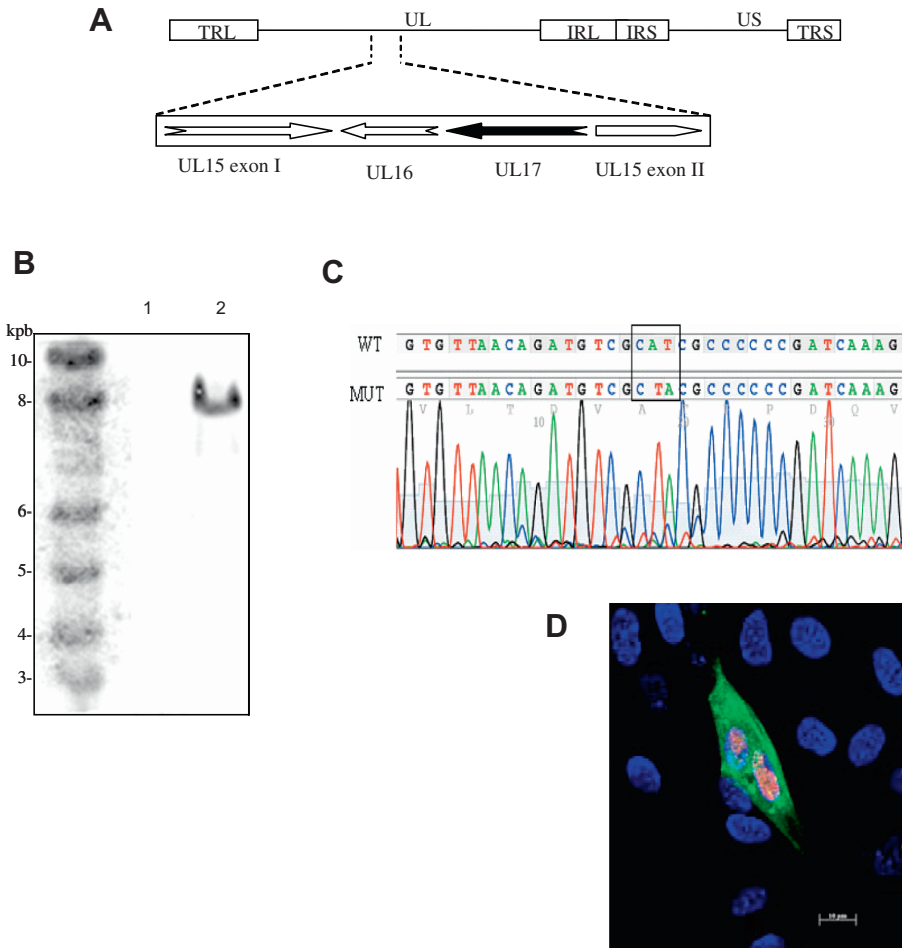 A
TRL
UL
IRL
IRS
US
TRS
UL15 exon I
UL16
UL17
UL15 exon II
B
1
2
kpb
10-
8-
6-
5-
4-
3-
C
WT
G T G T T A A C A G A T G T C G C A T C G C C C C C C G A T C A A A G
MUT
G T G T T A A C A G A T G T C G C T A C G C C C C C C G A T C A A A G
V L T D V A P D Q V
10
D
10 µm